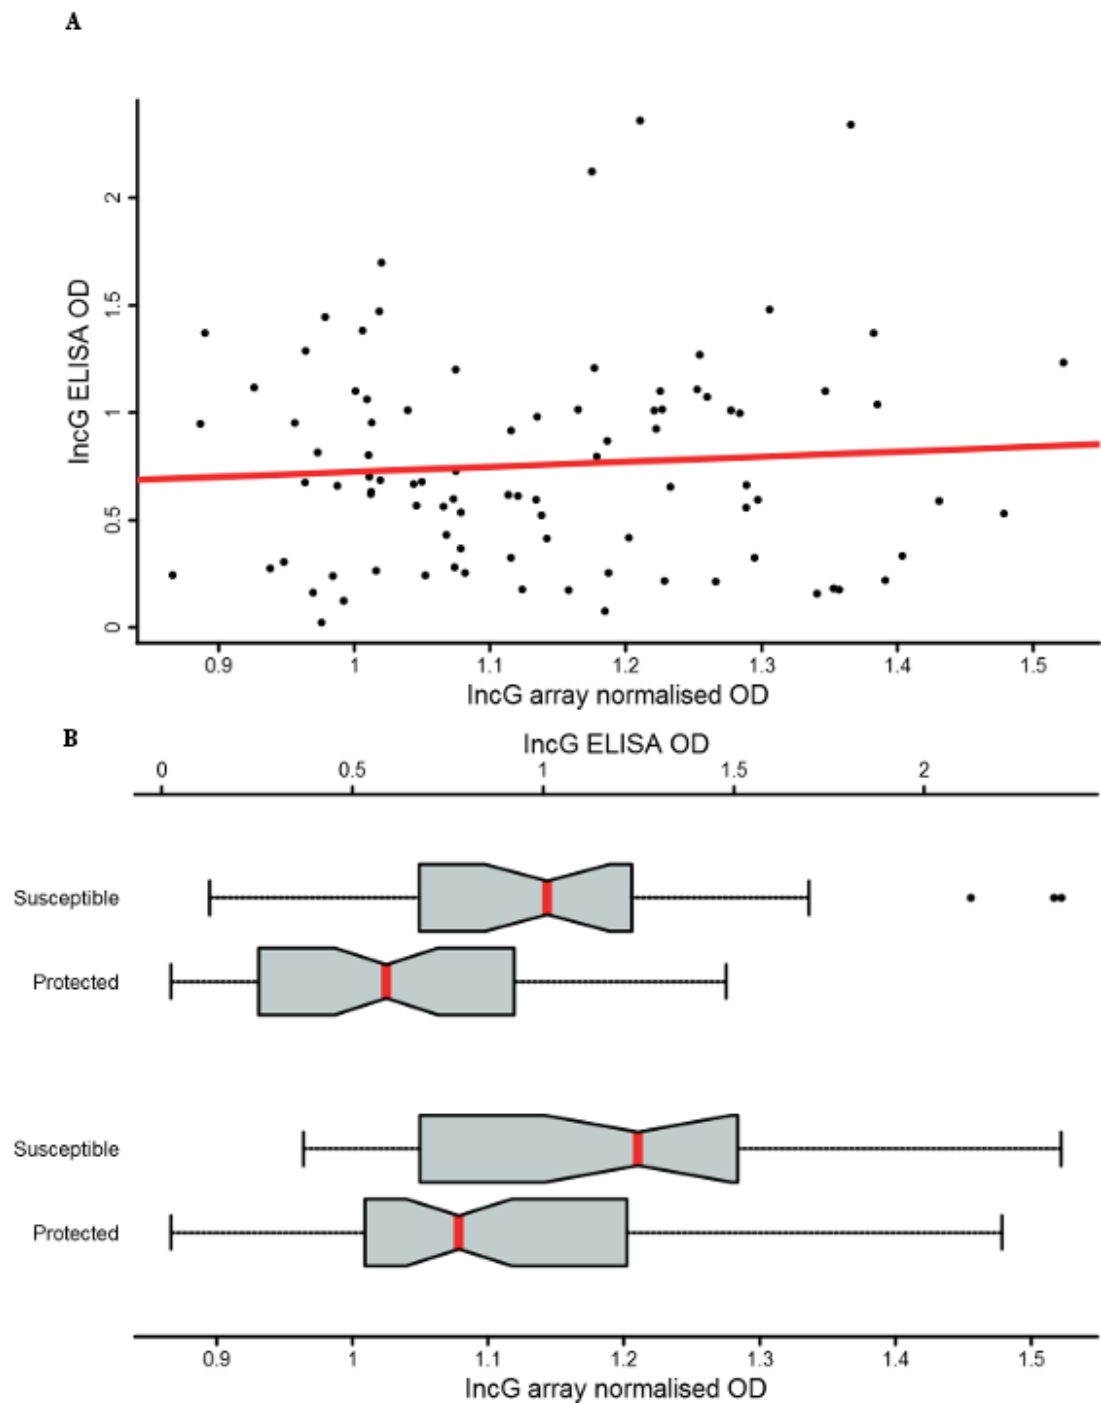 A
2
1.5
1
0.5
0
IncG ELISA OD
0.9 1 1.1 1.2 1.3 1.4 1.5
IncG array normalised OD
B
IncG ELISA OD
0 0.5 1 1.5 2
Susceptible
Protected
Susceptible
Protected
0.9 1 1.1 1.2 1.3 1.4 1.5
IncG array normalised OD